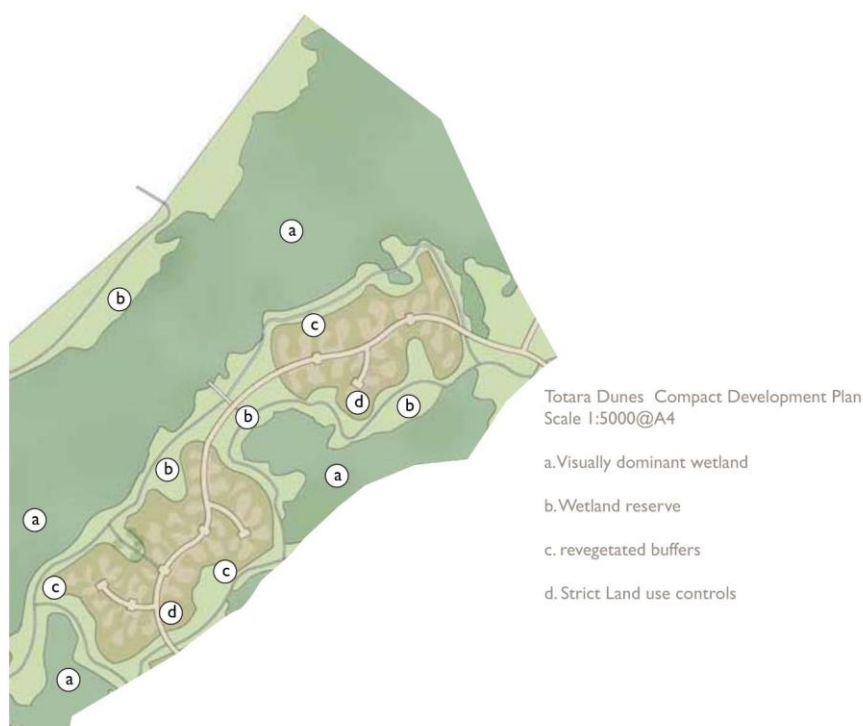 a
b
c
d
b
b
a
b
a
c
c
d
a
Totara Dunes Compact Development Plan
Scale 1:5000@A4
a.Visually dominant wetland
b.Wetland reserve
c. revegetated buffers
d. Strict Land use controls